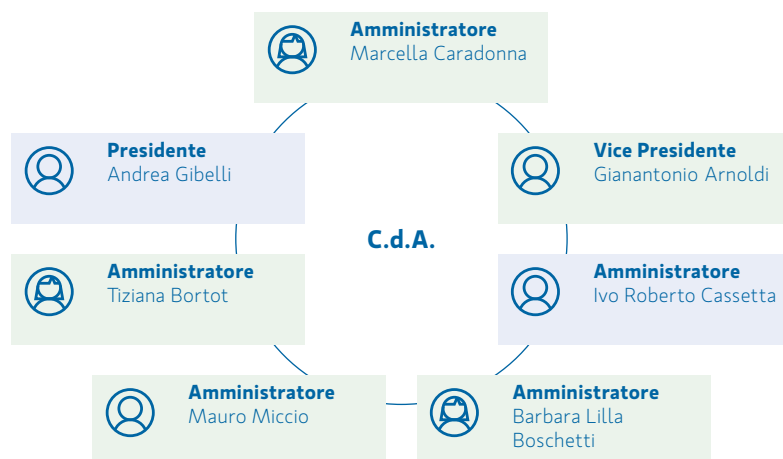 Amministratore
Marcella Caradonna
Presidente
Andrea Gibelli
Vice Presidente
Gianantonio Arnoldi
C.d.A.
Amministratore
Tiziana Bortot
Amministratore
Ivo Roberto Cassetta
Amministratore
Mauro Miccio
Amministratore
Barbara Lilla
Boschetti